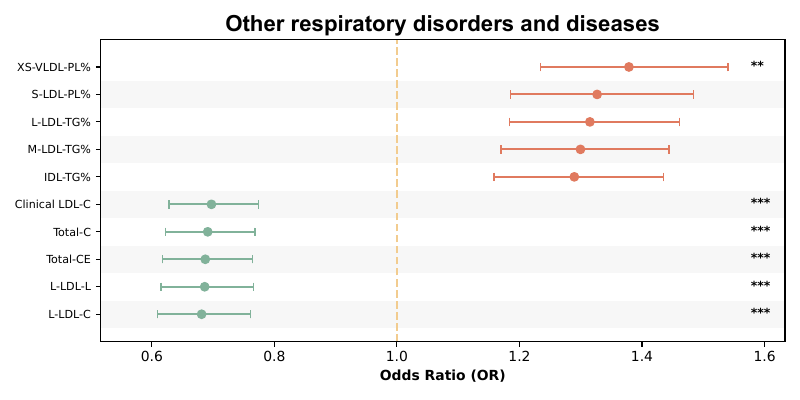 Other respiratory disorders and diseases
XS-VLDL-PL% **
S-LDL-PL%
L-LDL-TG%
M-LDL-TG%
IDL-TG%
Clinical LDL-C ***
Total-C ***
Total-CE ***
L-LDL-L ***
L-LDL-C ***
0.6 0.8 1.0 1.2 1.4 1.6
Odds Ratio (OR)